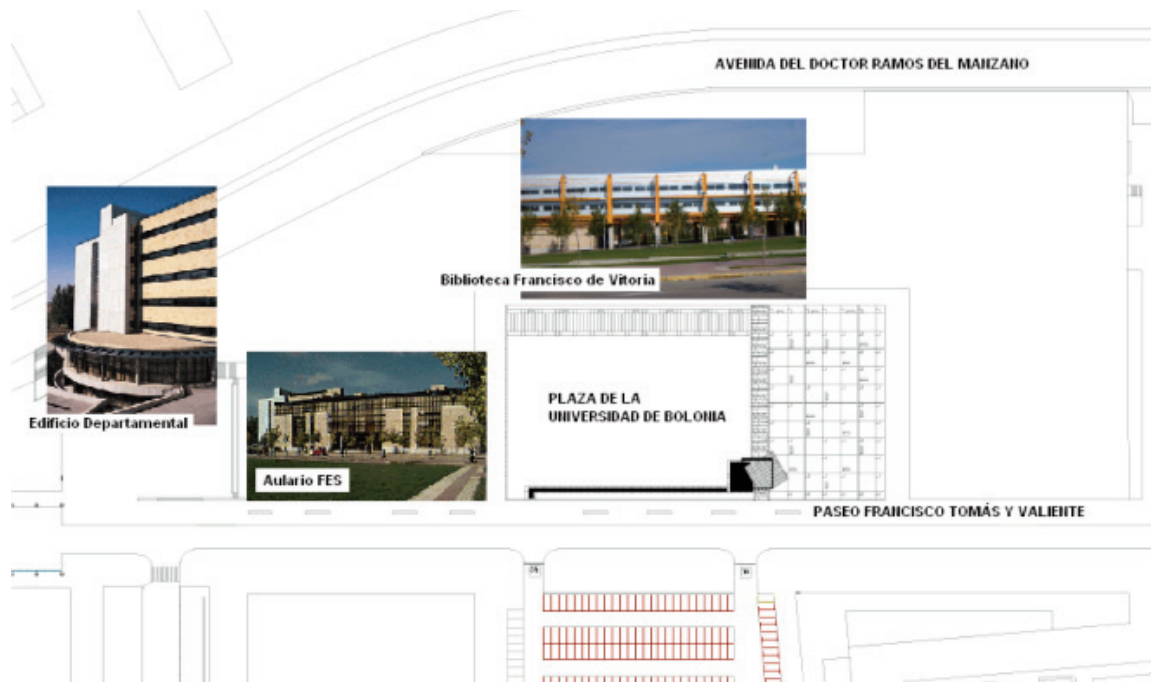 AVENIDA DEL DOCTOR RAMOS DEL MANZANO
Biblioteca Francisco de Vitoria
Edificio Departamental
PLAZA DE LA
UNIVERSIDAD DE BOLONIA
Aulario FES
PASEO FRANCISCO TOMÁS Y VALIENTE